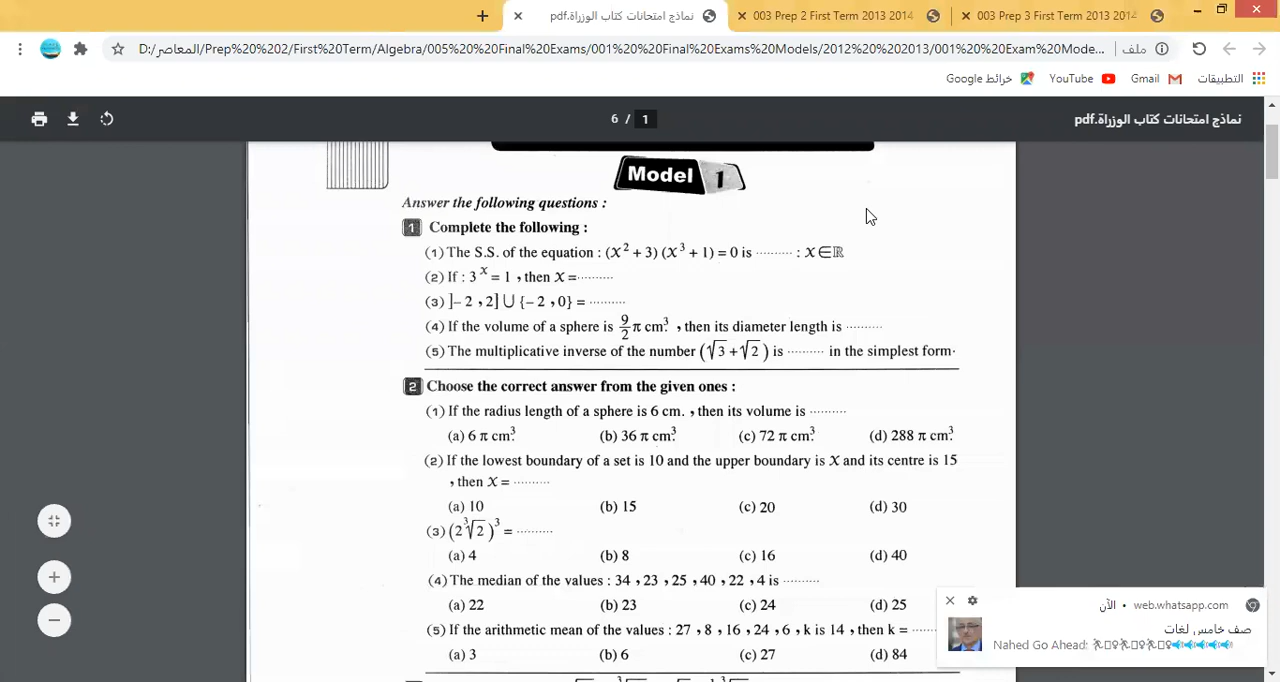 نماذج امتحانات كتاب الوزراة.pdf
003 Prep 2 First Term 2013 2014
003 Prep 3 First Term 2013 2014
D:/المعاصر/Prep%202/First%20Term/Algebra/005%20%20Final%20Exams/001%20%20Final%20Exams%20Models/2012%20%202013/001%20%20Exam%20Mode...
ملف
خرائط Google
YouTube
Gmail
التطبيقات
6 / 1
نماذج امتحانات كتاب الوزراة.pdf
Model 1
Answer the following questions :
1 Complete the following :
(1) The S.S. of the equation : (x² + 3) (x³ + 1) = 0 is ......... : x ∈ ℝ
(2) If : 3ˣ = 1 , then x = .........
(3) ]– 2 , 2] ∪ {– 2 , 0} = .........
(4) If the volume of a sphere is 9/2 π cm³. , then its diameter length is .........
(5) The multiplicative inverse of the number (√3 + √2) is ......... in the simplest form.
2 Choose the correct answer from the given ones :
(1) If the radius length of a sphere is 6 cm. , then its volume is .........
(a) 6 π cm³. (b) 36 π cm³. (c) 72 π cm³. (d) 288 π cm³.
(2) If the lowest boundary of a set is 10 and the upper boundary is x and its centre is 15
, then x = .........
(a) 10 (b) 15 (c) 20 (d) 30
(3) (2∛2)³ = .........
(a) 4 (b) 8 (c) 16 (d) 40
(4) The median of the values : 34 , 23 , 25 , 40 , 22 , 4 is .........
(a) 22 (b) 23 (c) 24 (d) 25
(5) If the arithmetic mean of the values : 27 , 8 , 16 , 24 , 6 , k is 14 , then k = ......
(a) 3 (b) 6 (c) 27 (d) 84
web.whatsapp.com • الآن
صف خامس لغات
Nahed Go Ahead: